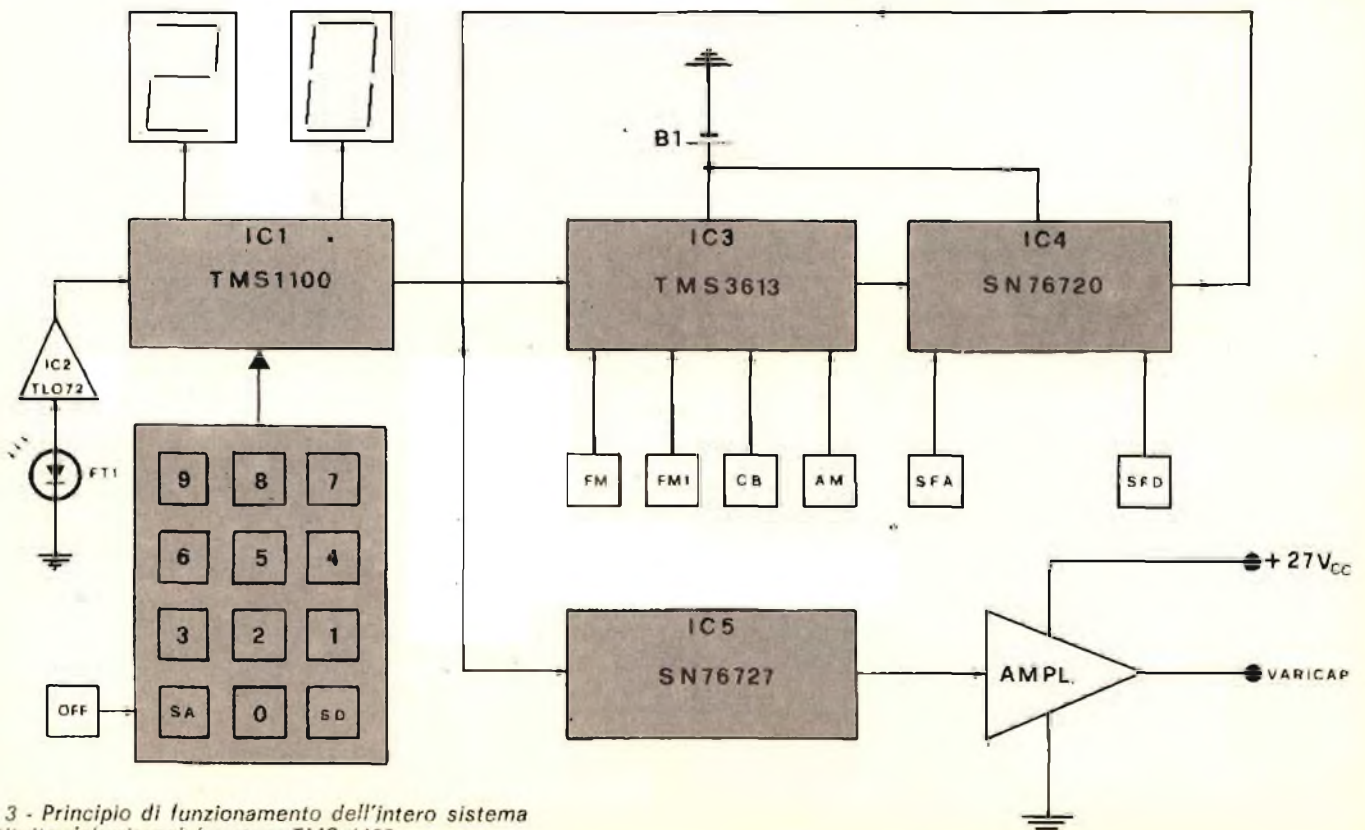 2 0
B1
IC1
TMS1100
IC3
TMS3613
IC4
SN76720
IC2
TL072
FT1
9 8 7
6 5 4
3 2 1
SA 0 SD
OFF
FM FM1 CB AM SFA SFD
IC5
SN76727
AMPL.
+ 27Vcc
VARICAP
3 - Principio di funzionamento dell'intero sistema